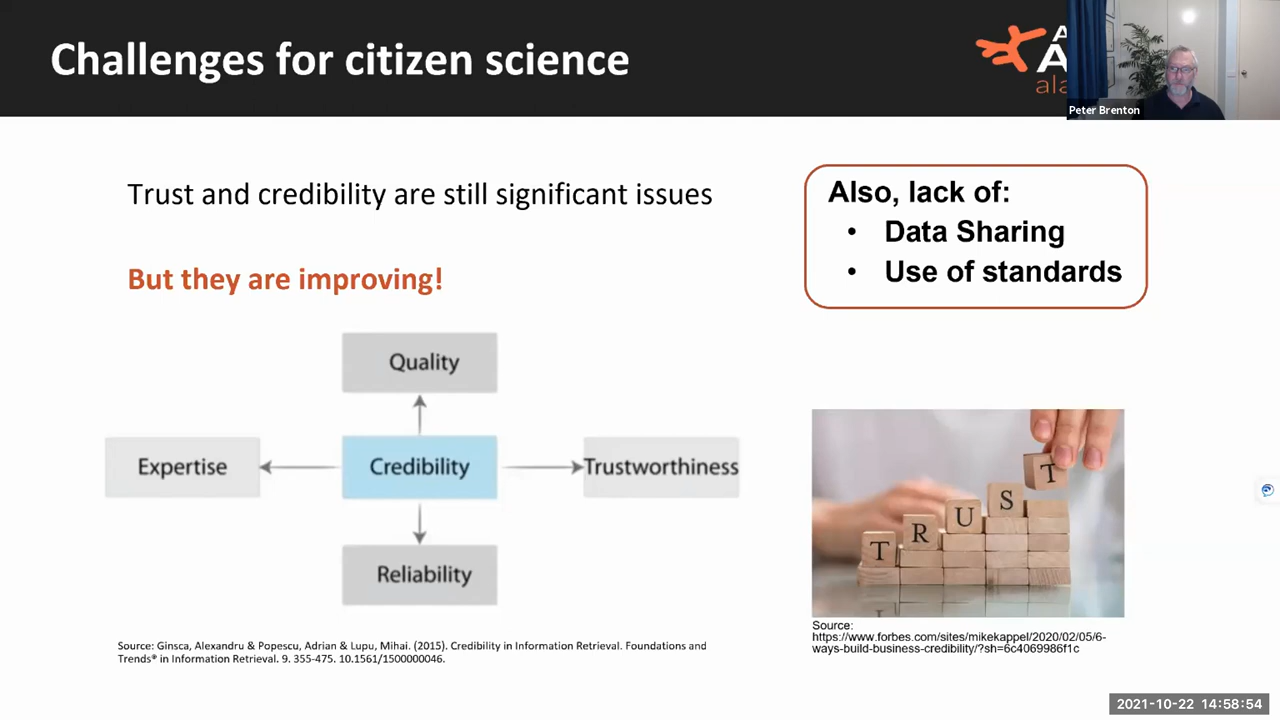 Challenges for citizen science
A
A
ala
Peter Brenton
Trust and credibility are still significant issues
But they are improving!
Also, lack of:
• Data Sharing
• Use of standards
Quality
Expertise
Credibility
Trustworthiness
Reliability
T R U S T
Source: Ginsca, Alexandru & Popescu, Adrian & Lupu, Mihai. (2015). Credibility in Information Retrieval. Foundations and
Trends® in Information Retrieval. 9. 355-475. 10.1561/1500000046.
Source:
https://www.forbes.com/sites/mikekappel/2020/02/05/6-
ways-build-business-credibility/?sh=6c4069986f1c
2021-10-22 14:58:54